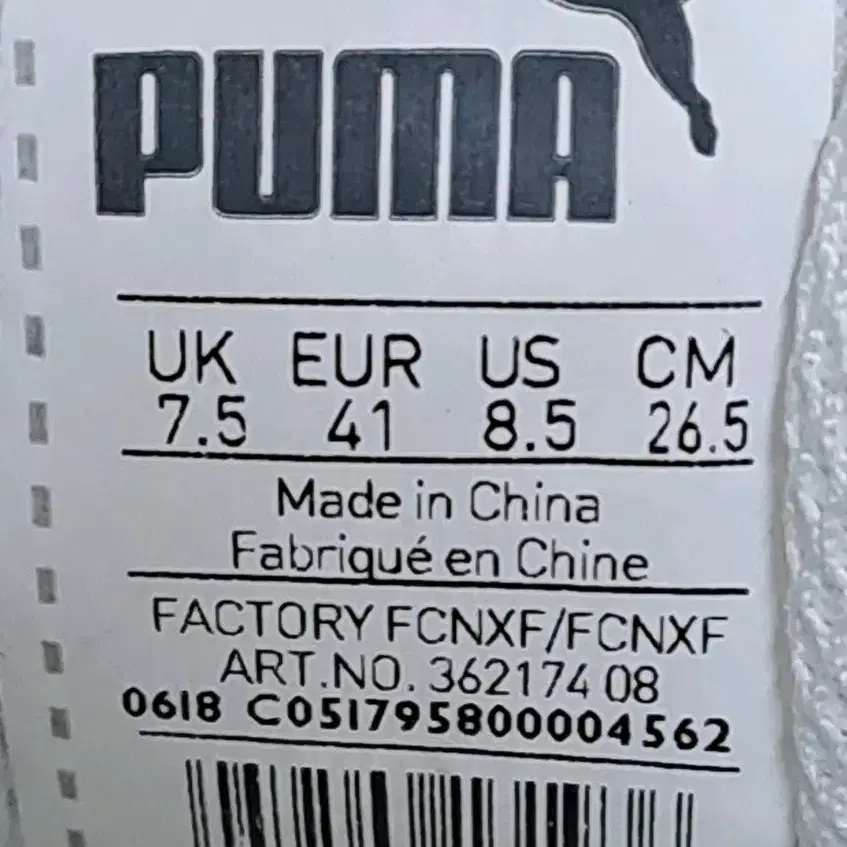 PUMA
UK EUR US CM
7.5 41 8.5 26.5
Made in China
Fabriqué en Chine
FACTORY FCNXF/FCNXF
ART.NO. 362174 08
0618 C051795800004562